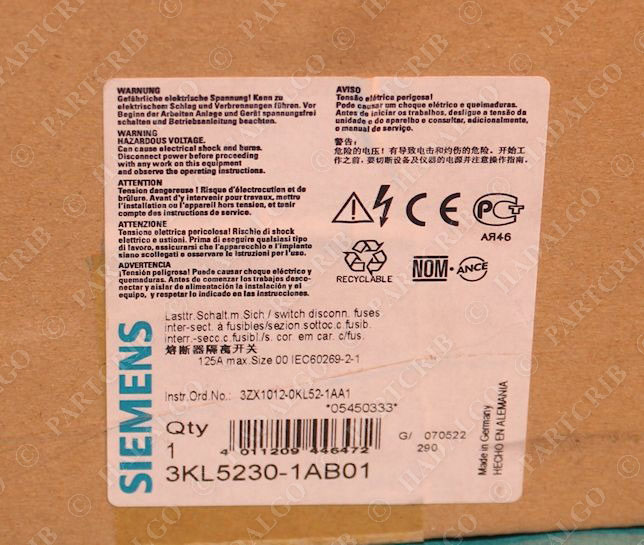 WARNUNG
Gefährliche elektrische Spannung! Kann zu
elektrischem Schlag und Verbrennungen führen. Vor
Beginn der Arbeiten Anlage und Gerät spannungsfrei
schalten und Betriebsanleitung beachten.
WARNING
HAZARDOUS VOLTAGE.
Can cause electrical shock and burns.
Disconnect power before proceeding
with any work on this equipment
and observe the operating instructions.
ATTENTION
Tension dangereuse ! Risque d'électrocution et de
brûlure. Avant d'y intervenir pour travaux, mettre
l'installation ou l'appareil hors tension, et tenir
compte des instructions de service.
ATTENZIONE
Tensione elettrica pericolosa! Rischio di shock
elettrico e ustioni. Prima di eseguire qualsiasi tipo
di lavoro, assicurarsi che l'apparecchio e l'impianto
siano scollegati e osservare le istruzioni per l'uso.
ADVERTENCIA
¡Tensión peligrosa! Puede causar choque eléctrico y
quemaduras. Antes de comenzar los trabajos desco-
nectar y aislar de alimentación la instalación y el
equipo, y respetar lo indicado en las instrucciones.
AVISO
Tensão elétrica perigosa!
Pode causar um choque elétrico e queimaduras.
Antes de iniciar os trabalhos, desligue a tensão da
unidade e do aparelho e consultar, adicionalmente,
o manual do serviço.
警告:
危险的电压! 有导致电击和灼伤的危险。开始工
作之前,要切断设备及仪器的电源并注意操作指南。
CE
PCT
АЯ46
RECYCLABLE
NOM - ANCE
SIEMENS
Lasttr.Schalt.m.Sich./ switch disconn. fuses
inter-sect. à fusibles/sezion.sottoc.c.fusib.
interr.-secc.c.fusibl./s. cor em car. c/fus.
熔断器隔离开关
125A max.Size 00 IEC60269-2-1
Instr.Ord No.: 3ZX1012-0KL52-1AA1
*05450333*
Qty
1
4 011209 446472
G/ 070522
290
3KL5230-1AB01
Made in Germany
HECHO EN ALEMANIA
PARTCRIB
HALGO